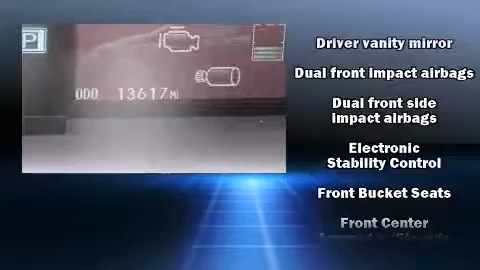 P
ODO 13617MI
Driver vanity mirror
Dual front impact airbags
Dual front side
impact airbags
Electronic
Stability Control
Front Bucket Seats
Front Center